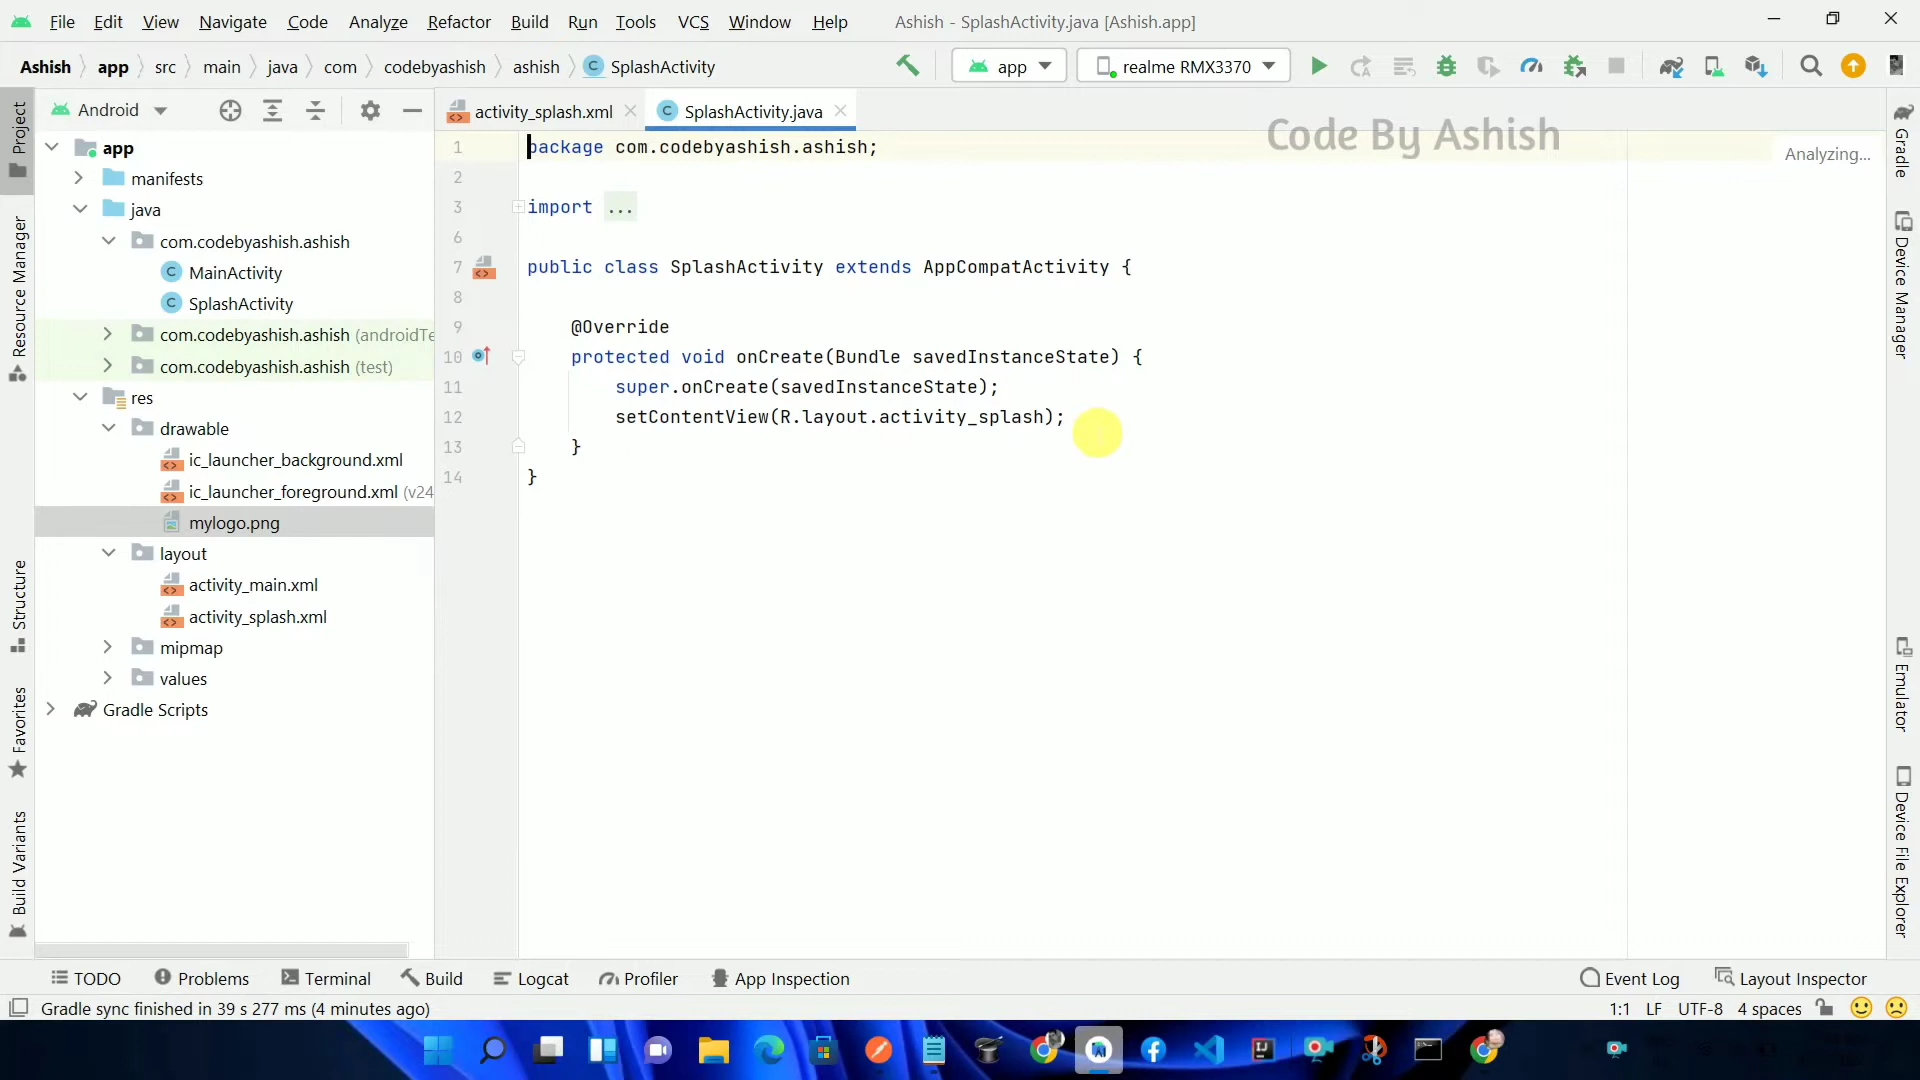 File Edit View Navigate Code Analyze Refactor Build Run Tools VCS Window Help Ashish - SplashActivity.java [Ashish.app]
Ashish app src main java com codebyashish ashish SplashActivity app realme RMX3370
Android
activity_splash.xml SplashActivity.java
Code By Ashish
Analyzing...
Project
Resource Manager
Structure
Favorites
Build Variants
app
manifests
java
com.codebyashish.ashish
MainActivity
SplashActivity
com.codebyashish.ashish (androidTe
com.codebyashish.ashish (test)
res
drawable
ic_launcher_background.xml
ic_launcher_foreground.xml (v24
mylogo.png
layout
activity_main.xml
activity_splash.xml
mipmap
values
Gradle Scripts
1 package com.codebyashish.ashish;
2
3 import ...
6
7 public class SplashActivity extends AppCompatActivity {
8
9 @Override
10 protected void onCreate(Bundle savedInstanceState) {
11 super.onCreate(savedInstanceState);
12 setContentView(R.layout.activity_splash);
13 }
14 }
Gradle
Device Manager
Emulator
Device File Explorer
TODO Problems Terminal Build Logcat Profiler App Inspection Event Log Layout Inspector
Gradle sync finished in 39 s 277 ms (4 minutes ago) 1:1 LF UTF-8 4 spaces